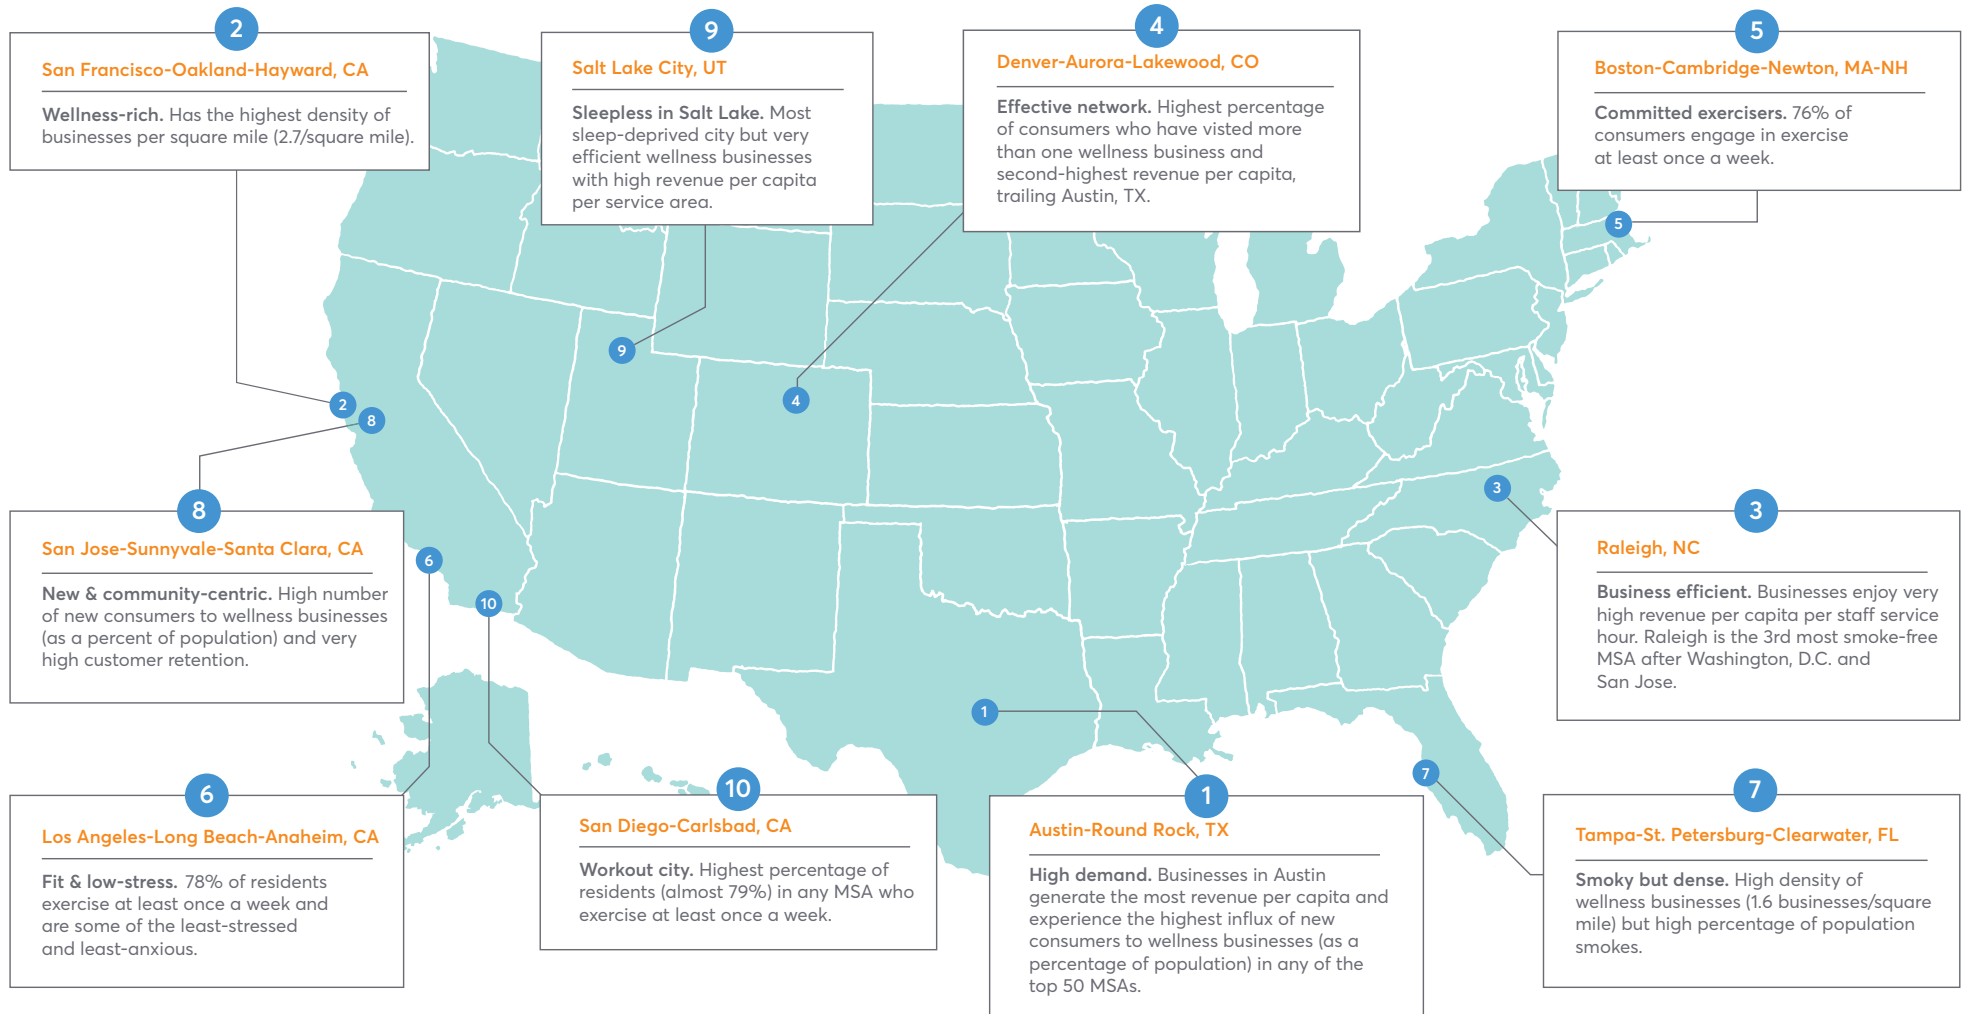 2
San Francisco-Oakland-Hayward, CA
Wellness-rich. Has the highest density of
businesses per square mile (2.7/square mile).
9
Salt Lake City, UT
Sleepless in Salt Lake. Most
sleep-deprived city but very
efficient wellness businesses
with high revenue per capita
per service area.
4
Denver-Aurora-Lakewood, CO
Effective network. Highest percentage
of consumers who have visted more
than one wellness business and
second-highest revenue per capita,
trailing Austin, TX.
5
Boston-Cambridge-Newton, MA-NH
Committed exercisers. 76% of
consumers engage in exercise
at least once a week.
5
9
4
2
8
3
6
10
1
7
8
San Jose-Sunnyvale-Santa Clara, CA
New & community-centric. High number
of new consumers to wellness businesses
(as a percent of population) and very
high customer retention.
3
Raleigh, NC
Business efficient. Businesses enjoy very
high revenue per capita per staff service
hour. Raleigh is the 3rd most smoke-free
MSA after Washington, D.C. and
San Jose.
6
Los Angeles-Long Beach-Anaheim, CA
Fit & low-stress. 78% of residents
exercise at least once a week and
are some of the least-stressed
and least-anxious.
10
San Diego-Carlsbad, CA
Workout city. Highest percentage of
residents (almost 79%) in any MSA who
exercise at least once a week.
1
Austin-Round Rock, TX
High demand. Businesses in Austin
generate the most revenue per capita and
experience the highest influx of new
consumers to wellness businesses (as a
percentage of population) in any of the
top 50 MSAs.
7
Tampa-St. Petersburg-Clearwater, FL
Smoky but dense. High density of
wellness businesses (1.6 businesses/square
mile) but high percentage of population
smokes.